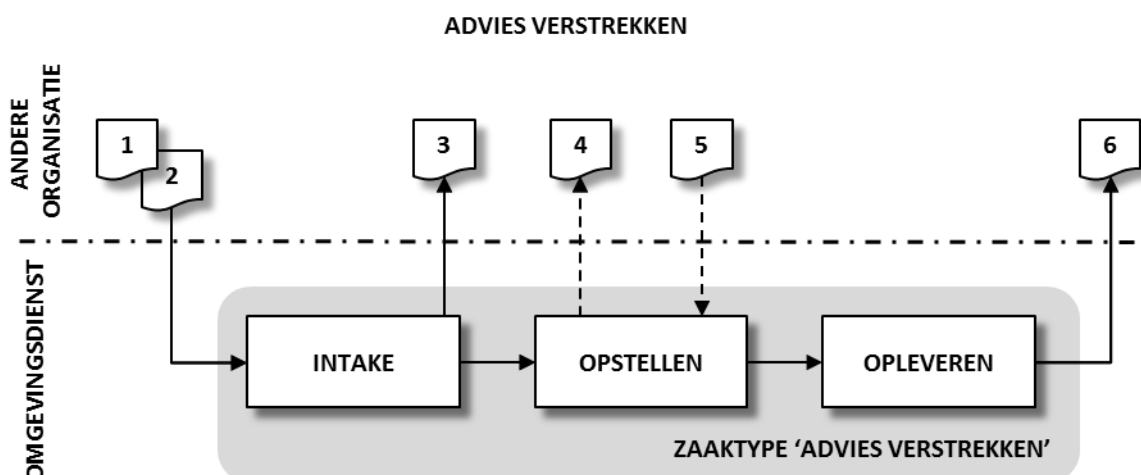 ADVIES VERSTREKKEN
ANDERE
ORGANISATIE
1
2
3
4
5
6
OMGEVINGSDIENST
INTAKE
OPSTELLEN
OPLEVEREN
ZAAKTYPE ‘ADVIES VERSTREKKEN’